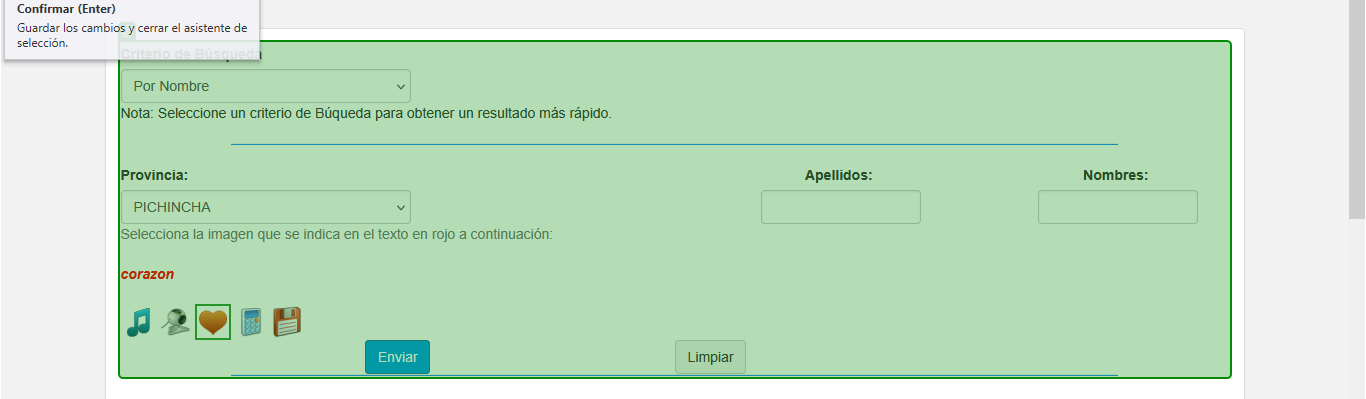 Confirmar (Enter)
Guardar los cambios y cerrar el asistente de
selección.
Criterio de Búsqueda
Por Nombre
Nota: Seleccione un criterio de Búqueda para obtener un resultado más rápido.
Provincia: Apellidos: Nombres:
PICHINCHA
Selecciona la imagen que se indica en el texto en rojo a continuación:
corazon
Enviar Limpiar